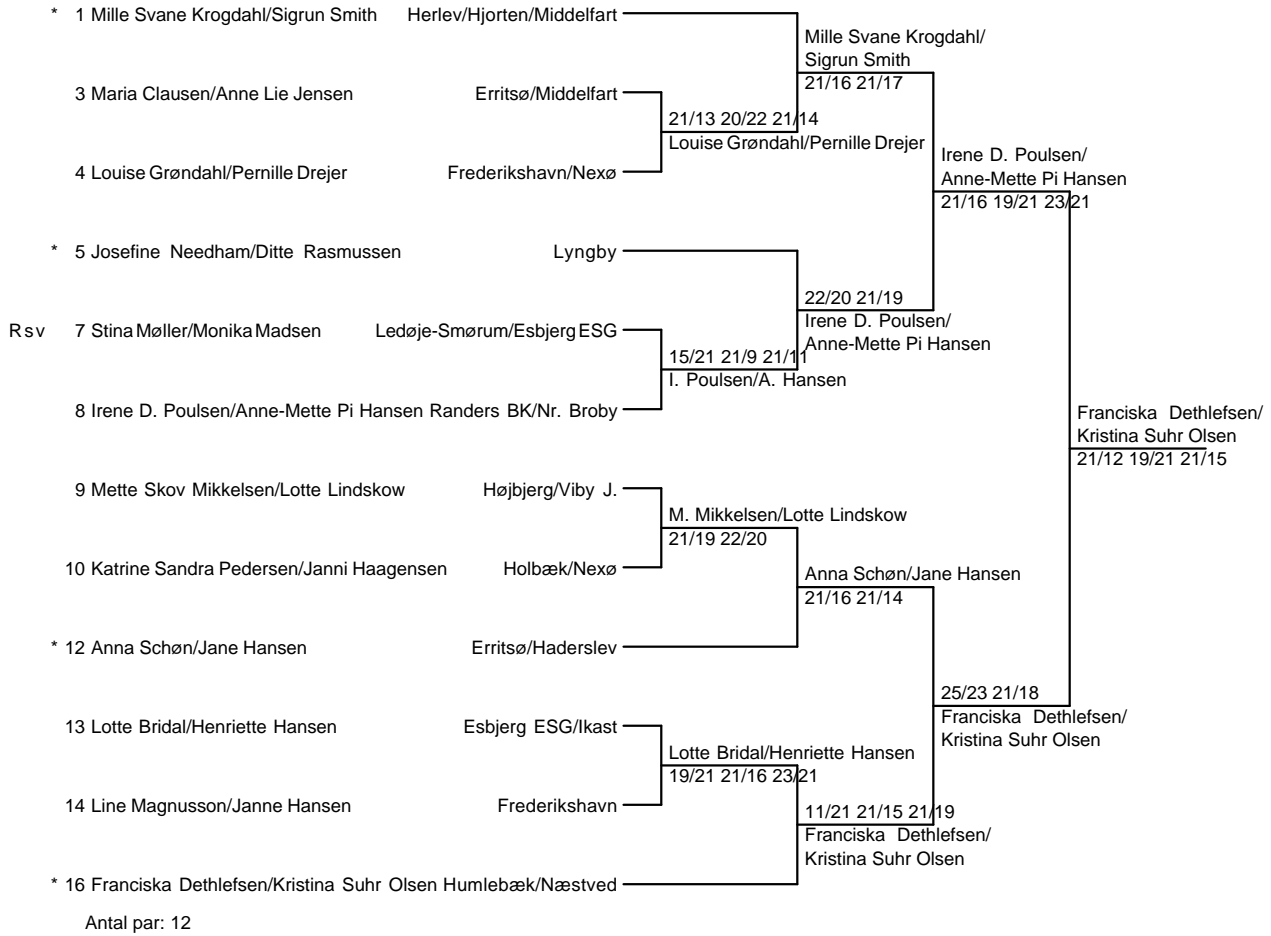 * 1 Mille Svane Krogdahl/Sigrun Smith Herlev/Hjorten/Middelfart
Mille Svane Krogdahl/
Sigrun Smith
21/16 21/17
3 Maria Clausen/Anne Lie Jensen Erritsø/Middelfart
21/13 20/22 21/14
Louise Grøndahl/Pernille Drejer
4 Louise Grøndahl/Pernille Drejer Frederikshavn/Nexø
Irene D. Poulsen/
Anne-Mette Pi Hansen
21/16 19/21 23/21
* 5 Josefine Needham/Ditte Rasmussen Lyngby
22/20 21/19
Irene D. Poulsen/
Anne-Mette Pi Hansen
Rsv 7 Stina Møller/Monika Madsen Ledøje-Smørum/Esbjerg ESG
15/21 21/9 21/11
I. Poulsen/A. Hansen
8 Irene D. Poulsen/Anne-Mette Pi Hansen Randers BK/Nr. Broby
Franciska Dethlefsen/
Kristina Suhr Olsen
21/12 19/21 21/15
9 Mette Skov Mikkelsen/Lotte Lindskow Højbjerg/Viby J.
M. Mikkelsen/Lotte Lindskow
21/19 22/20
10 Katrine Sandra Pedersen/Janni Haagensen Holbæk/Nexø
Anna Schøn/Jane Hansen
21/16 21/14
* 12 Anna Schøn/Jane Hansen Erritsø/Haderslev
25/23 21/18
Franciska Dethlefsen/
Kristina Suhr Olsen
13 Lotte Bridal/Henriette Hansen Esbjerg ESG/Ikast
Lotte Bridal/Henriette Hansen
19/21 21/16 23/21
14 Line Magnusson/Janne Hansen Frederikshavn
11/21 21/15 21/19
Franciska Dethlefsen/
Kristina Suhr Olsen
* 16 Franciska Dethlefsen/Kristina Suhr Olsen Humlebæk/Næstved
Antal par: 12